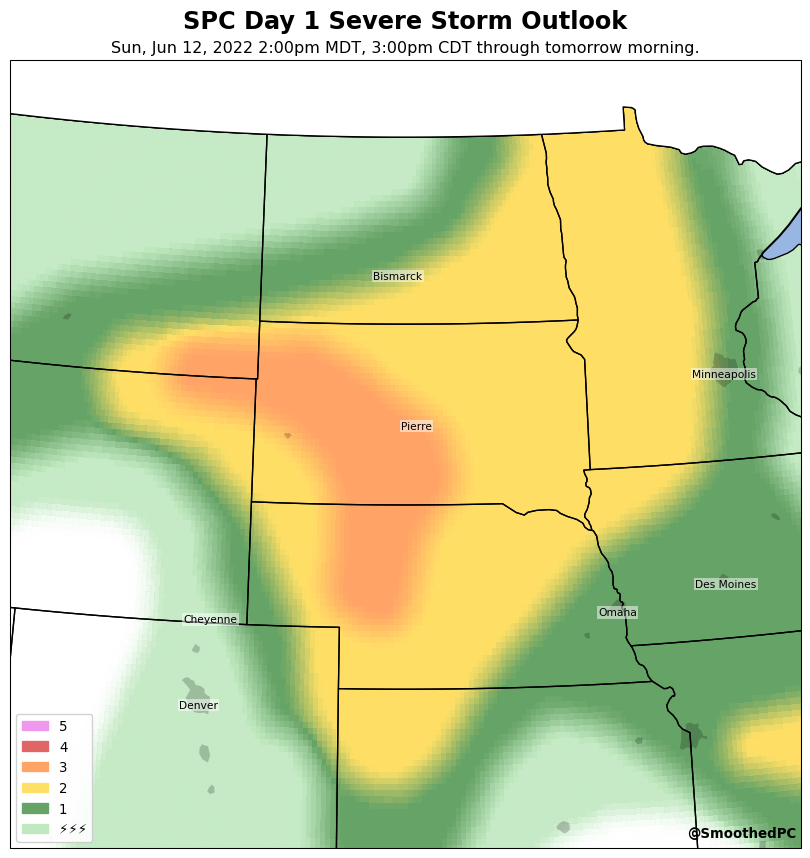 SPC Day 1 Severe Storm Outlook
Sun, Jun 12, 2022 2:00pm MDT, 3:00pm CDT through tomorrow morning.
Bismarck
Minneapolis
Pierre
Des Moines
Omaha
Cheyenne
Denver
5
4
3
2
1
⚡⚡⚡
@SmoothedPC